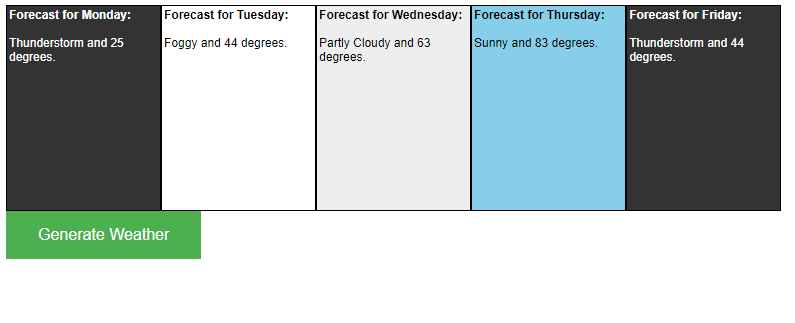 Forecast for Monday:
Thunderstorm and 25
degrees.
Forecast for Tuesday:
Foggy and 44 degrees.
Forecast for Wednesday:
Partly Cloudy and 63
degrees.
Forecast for Thursday:
Sunny and 83 degrees.
Forecast for Friday:
Thunderstorm and 44
degrees.
Generate Weather